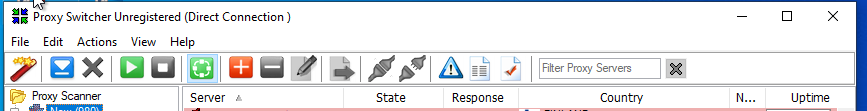 Proxy Switcher Unregistered (Direct Connection )
File Edit Actions View Help
Filter Proxy Servers
Proxy Scanner
Server State Response Country N... Uptime